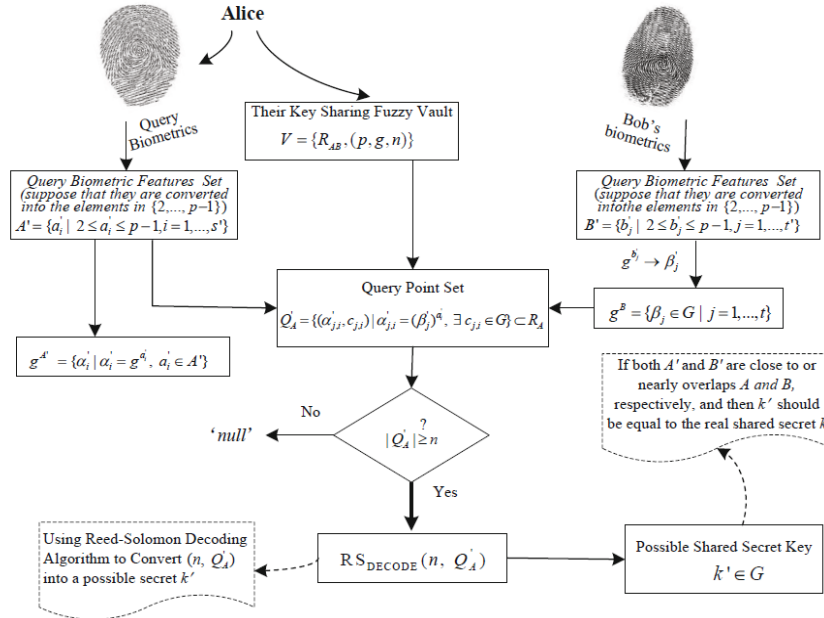 Alice
Query
Biometrics
Their Key Sharing Fuzzy Vault
V = {R_{AB}, (p, g, n)}
Bob's
biometrics
Query Biometric Features Set
(suppose that they are converted
into the elements in {2,..., p−1})
A' = {a'_i | 2 ≤ a'_i ≤ p−1, i = 1,..., s'}
Query Biometric Features Set
(suppose that they are converted
intothe elements in {2,..., p−1})
B' = {b'_j | 2 ≤ b'_j ≤ p−1, j = 1,..., t'}
g^{b'_j} → β'_j
Query Point Set
Q'_A = {(α'_{j,i}, c_{j,i}) | α'_{j,i} = (β'_j)^{a'_i}, ∃ c_{j,i} ∈ G} ⊂ R_A
g^B = {β_j ∈ G | j = 1,..., t}
g^{A'} = {α'_i | α'_i = g^{a'_i}, a'_i ∈ A'}
If both A' and B' are close to or
nearly overlaps A and B,
respectively, and then k' should
be equal to the real shared secret k
No
'null'
?
|Q'_A| ≥ n
Yes
Using Reed-Solomon Decoding
Algorithm to Convert (n, Q'_A)
into a possible secret k'
RS_{DECODE} (n, Q'_A)
Possible Shared Secret Key
k' ∈ G